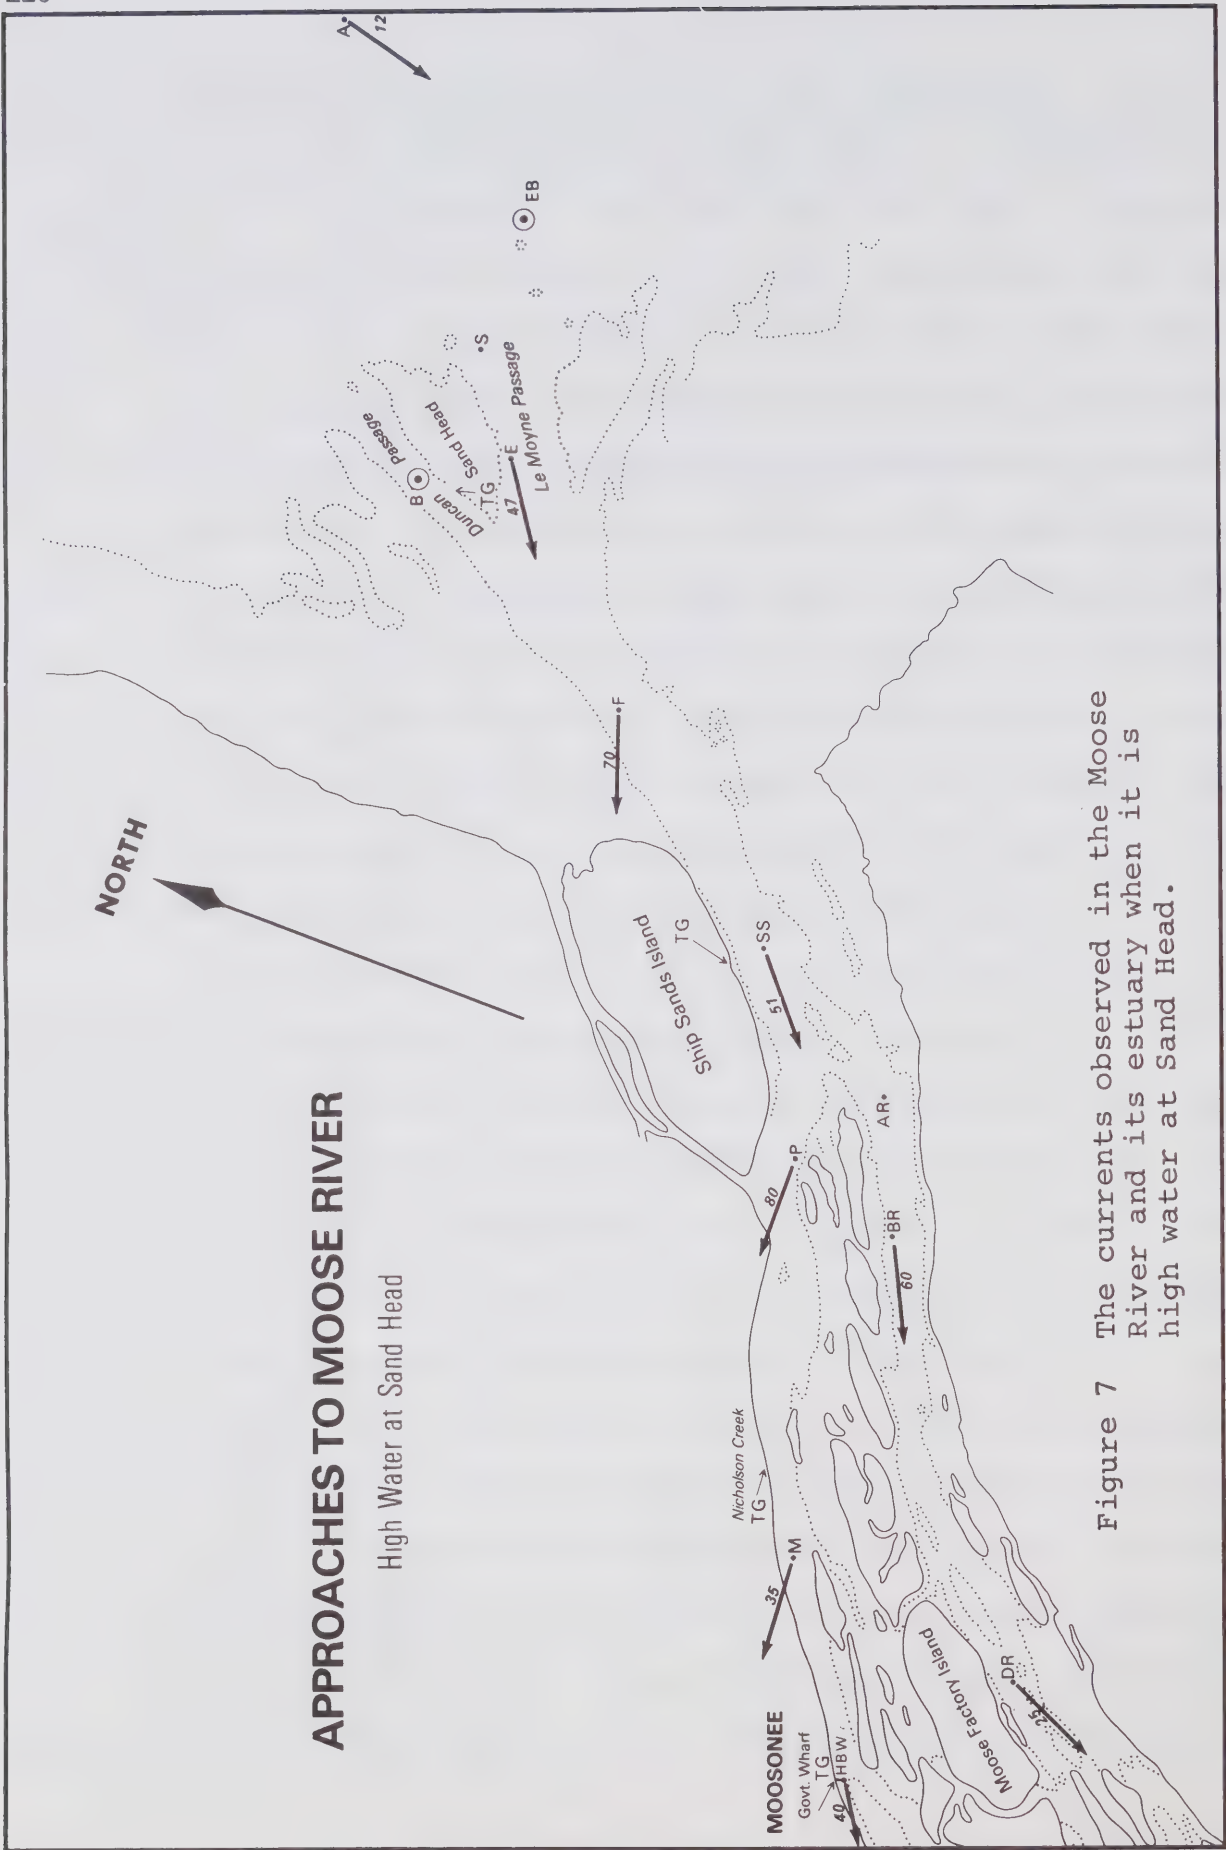 APPROACHES TO MOOSE RIVER
High Water at Sand Head
NORTH
A
12
EB
S
Duncan Passage
B
Sand Head
TG
E
47
Le Moyne Passage
F
70
Ship Sands Island
TG
SS
51
AR
P
80
BR
60
Nicholson Creek
TG
M
35
MOOSONEE
Govt. Wharf
TG
HBW
40
Moose Factory Island
DR
25
Figure 7 The currents observed in the Moose
River and its estuary when it is
high water at Sand Head.